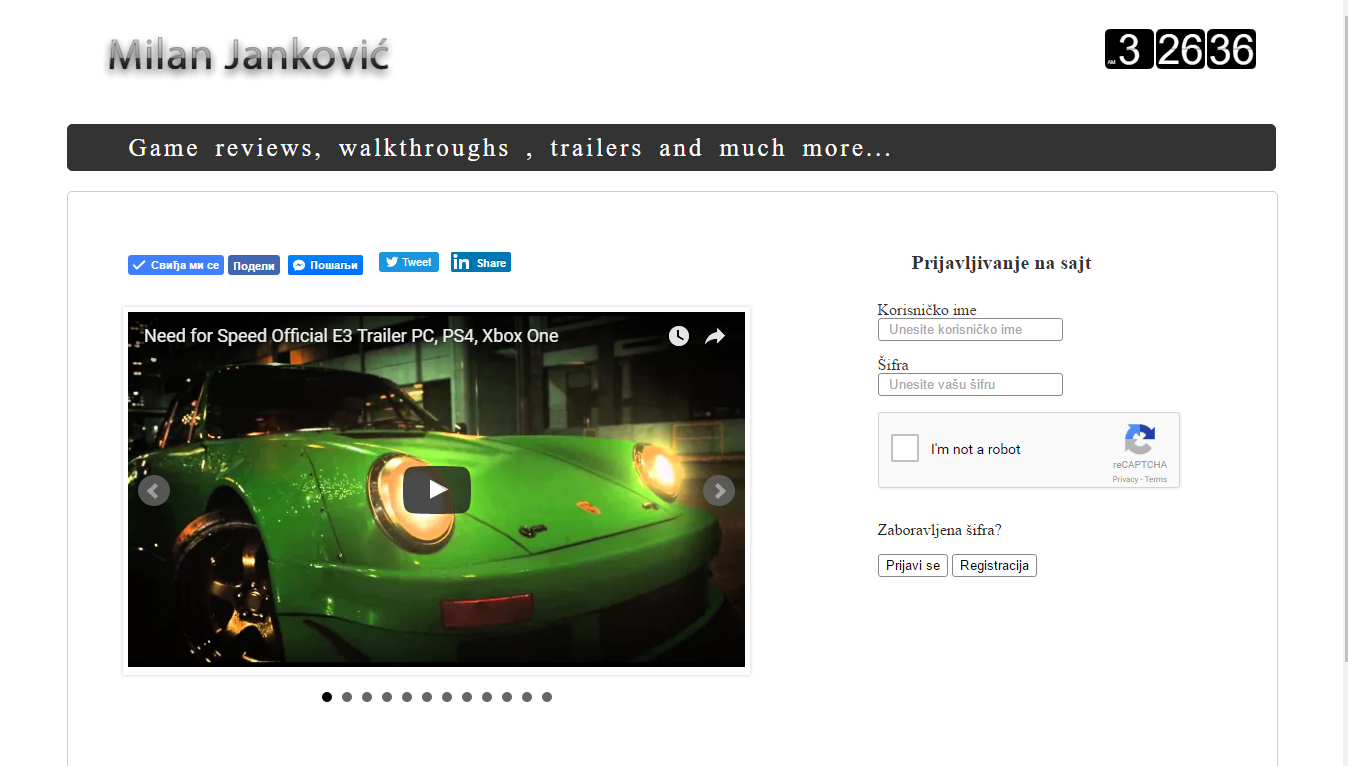 Milan Janković
AM 3 26 36
Game reviews, walkthroughs , trailers and much more...
Свиђа ми се Подели Пошаљи Tweet in Share
Need for Speed Official E3 Trailer PC, PS4, Xbox One
Prijavljivanje na sajt
Korisničko ime
Unesite korisničko ime
Šifra
Unesite vašu šifru
I'm not a robot
reCAPTCHA
Privacy - Terms
Zaboravljena šifra?
Prijavi se Registracija